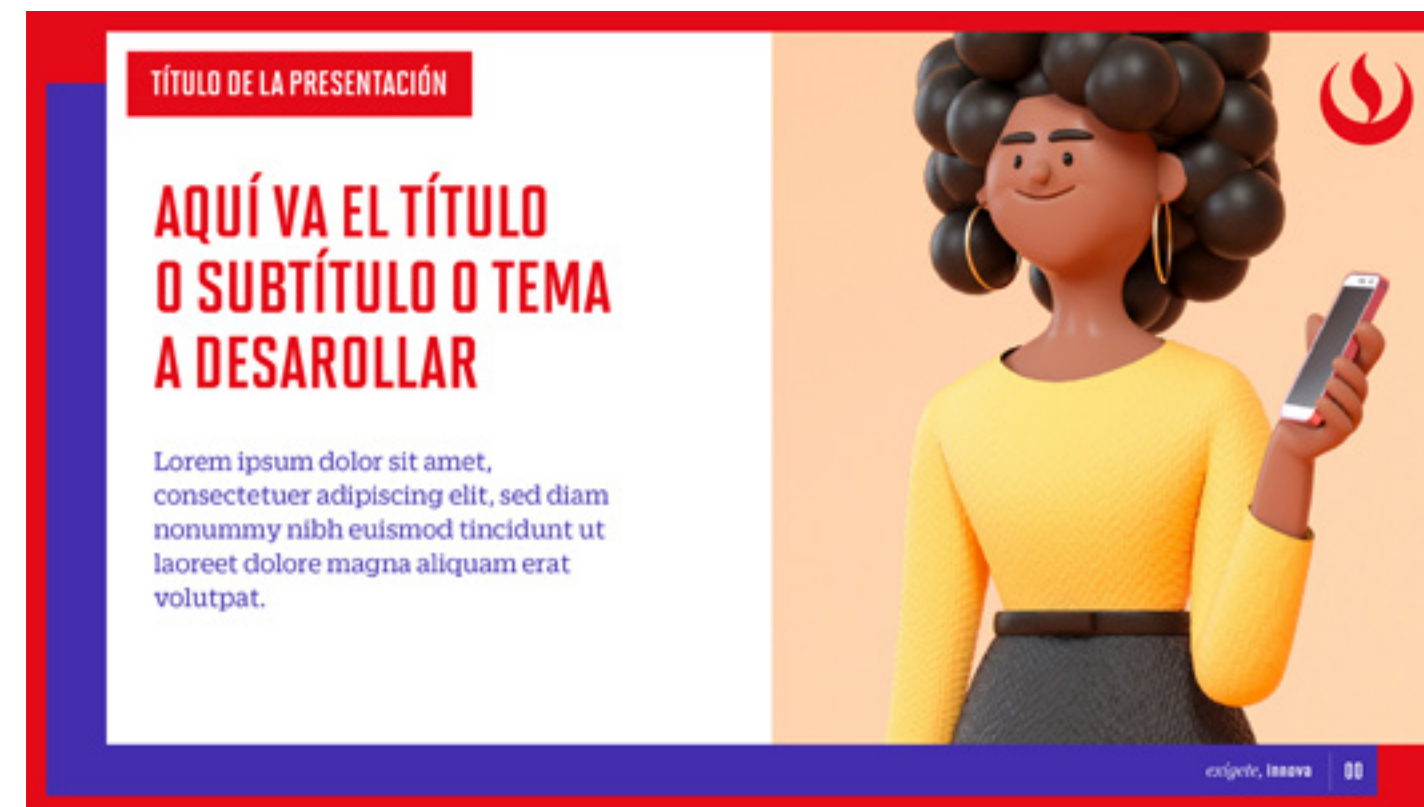 TÍTULO DE LA PRESENTACIÓN
AQUÍ VA EL TÍTULO
O SUBTÍTULO O TEMA
A DESAROLLAR
Lorem ipsum dolor sit amet,
consectetuer adipiscing elit, sed diam
nonummy nibh euismod tincidunt ut
laoreet dolore magna aliquam erat
volutpat.
exígete, innova
00